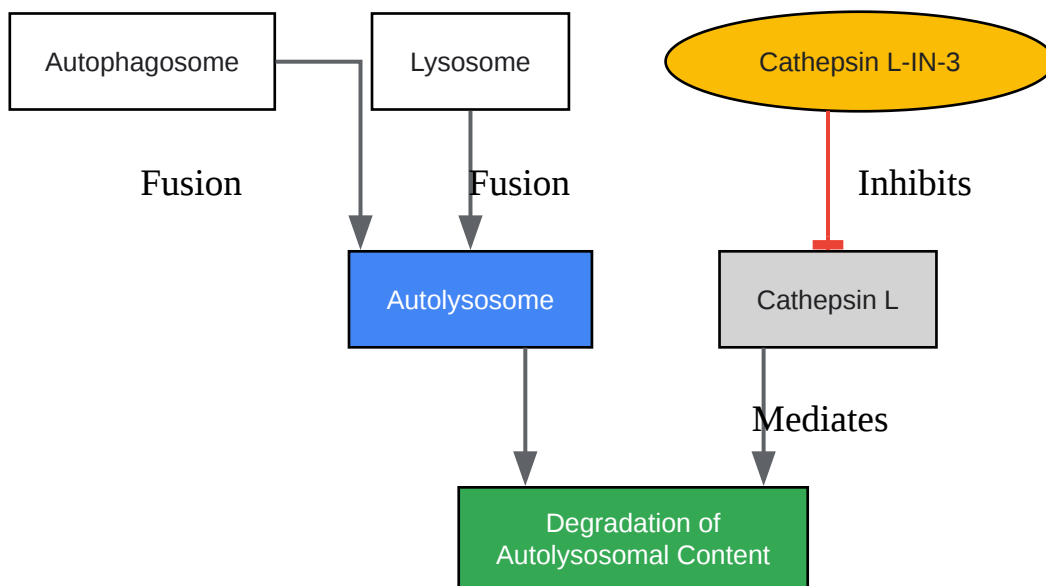 Autophagosome
Lysosome
Cathepsin L-IN-3
Fusion
Fusion
Inhibits
Autolysosome
Cathepsin L
Mediates
Degradation of
Autolysosomal Content